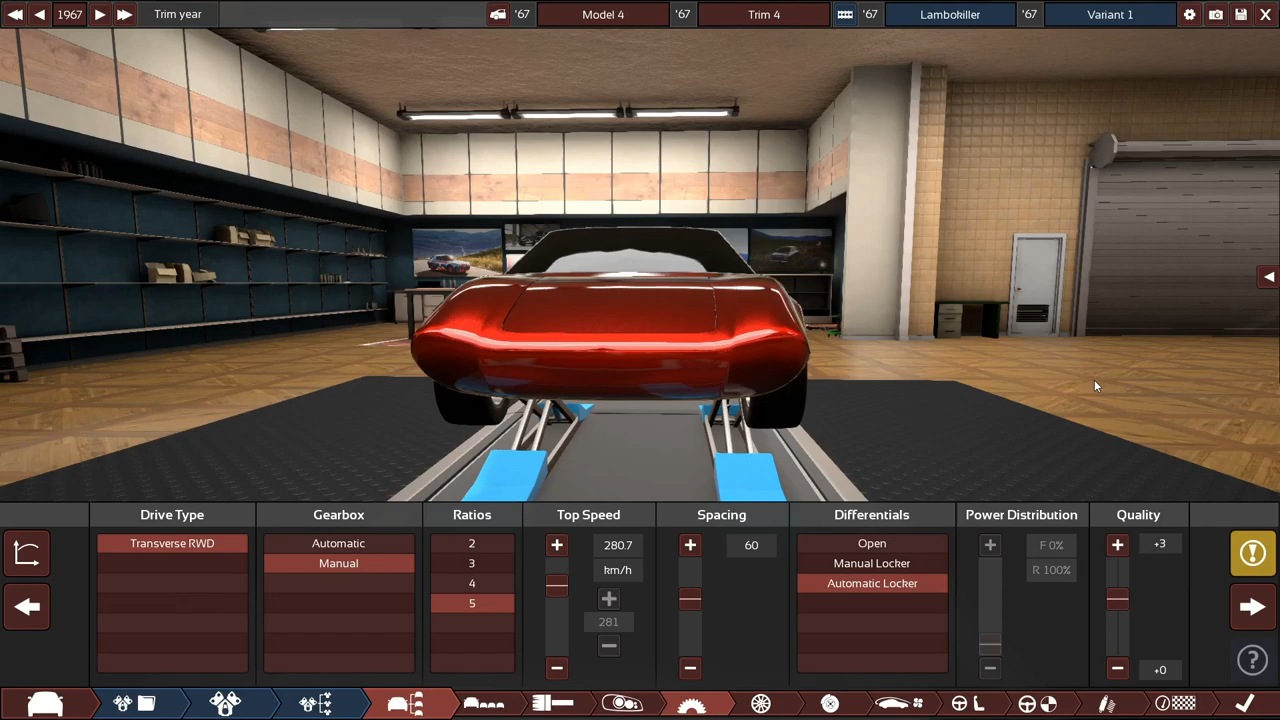 1967 Trim year '67 Model 4 '67 Trim 4 '67 Lambokiller '67 Variant 1
Drive Type Gearbox Ratios Top Speed Spacing Differentials Power Distribution Quality
Transverse RWD Automatic 2 280.7 60 Open F 0% +3
Manual 3 km/h Manual Locker R 100%
4 Automatic Locker
5 281
+0